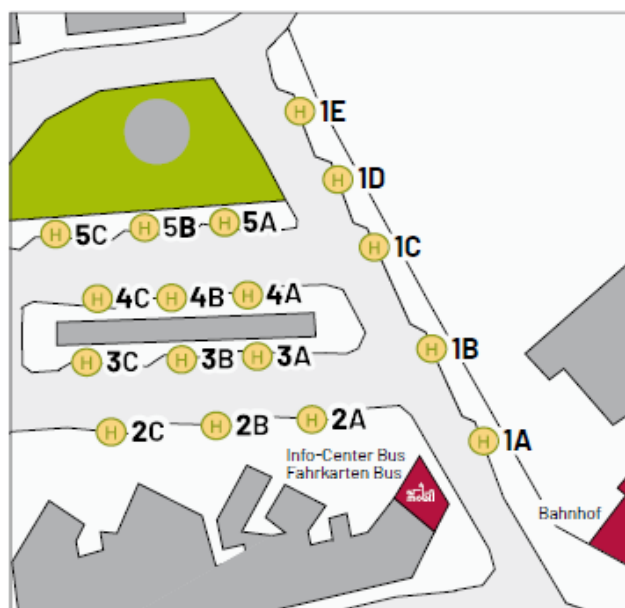 H 1E
H 1D
H 5C H 5B H 5A
H 1C
H 4C H 4B H 4A
H 3C H 3B H 3A
H 1B
H 2C H 2B H 2A
H 1A
Info-Center Bus
Fahrkarten Bus
Bahnhof